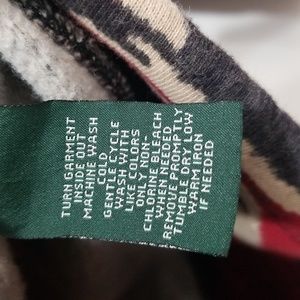 TURN GARMENT
INSIDE OUT
MACHINE WASH
COLD
GENTLE CYCLE
WASH WITH
LIKE COLORS
ONLY NON-
CHLORINE BLEACH
WHEN NEEDED
REMOVE PROMPTLY
TUMBLE DRY LOW
WARM IRON
IF NEEDED